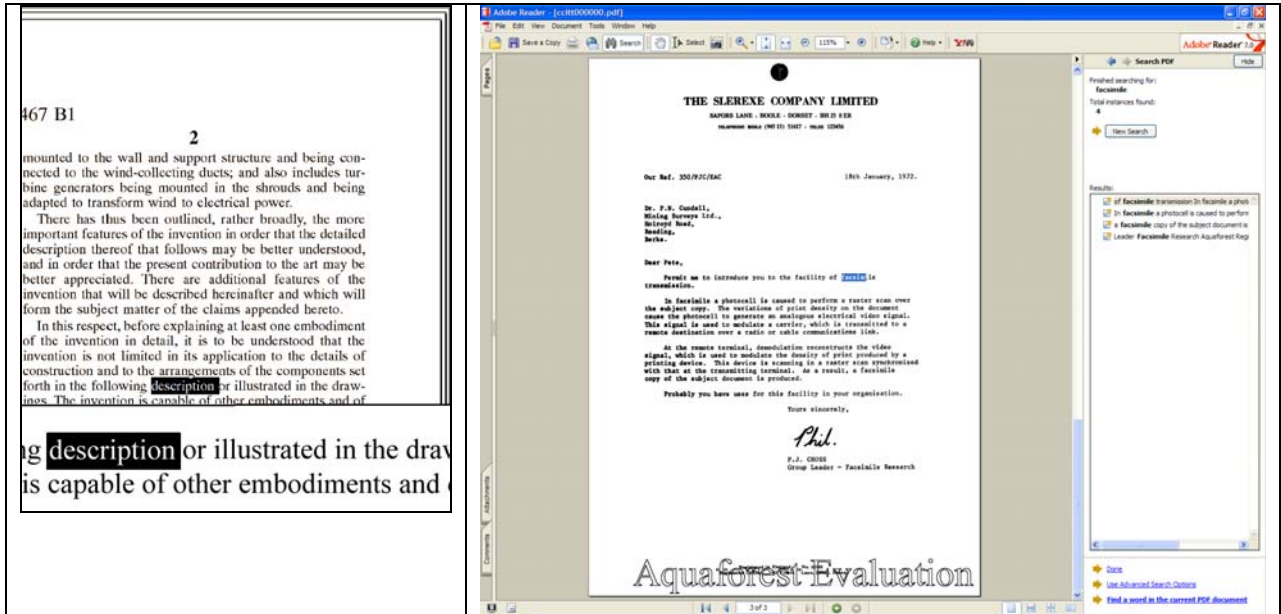 467 B1
2
mounted to the wall and support structure and being con-
nected to the wind-collecting ducts; and also includes tur-
bine generators being mounted in the shrouds and being
adapted to transform wind to electrical power.
There has thus been outlined, rather broadly, the more
important features of the invention in order that the detailed
description thereof that follows may be better understood,
and in order that the present contribution to the art may be
better appreciated. There are additional features of the
invention that will be described hereinafter and which will
form the subject matter of the claims appended hereto.
In this respect, before explaining at least one embodiment
of the invention in detail, it is to be understood that the
invention is not limited in its application to the details of
construction and to the arrangements of the components set
forth in the following description or illustrated in the draw-
ings. The invention is capable of other embodiments and of
ng description or illustrated in the draw
is capable of other embodiments and
Adobe Reader - [ccitt000000.pdf]
File Edit View Document Tools Window Help
Save a Copy Search Select 115% Help
Adobe Reader 7.0
Pages
Attachments
Comments
THE SLEREXE COMPANY LIMITED
SAPORS LANE - BOOLE - DORSET - BH 25 8 ER
TELEPHONE BOOLE (945 13) 51617 - TELEX 123456
Our Ref. 350/PJC/EAC 18th January, 1972.
Dr. P.N. Cundall,
Mining Surveys Ltd.,
Holroyd Road,
Reading,
Berks.
Dear Pete,
Permit me to introduce you to the facility of facsimile
transmission.
In facsimile a photocell is caused to perform a raster scan over
the subject copy. The variations of print density on the document
cause the photocell to generate an analogous electrical video signal.
This signal is used to modulate a carrier, which is transmitted to a
remote destination over a radio or cable communications link.
At the remote terminal, demodulation reconstructs the video
signal, which is used to modulate the density of print produced by a
printing device. This device is scanning in a raster scan synchronised
with that at the transmitting terminal. As a result, a facsimile
copy of the subject document is produced.
Probably you have uses for this facility in your organisation.
Yours sincerely,
Phil.
P.J. CROSS
Group Leader - Facsimile Research
Aquaforest Evaluation
3 of 3
Search PDF
Hide
Finished searching for:
facsimile
Total instances found:
4
New Search
Results:
of facsimile transmission In facsimile a photo
In facsimile a photocell is caused to perform
a facsimile copy of the subject document is
Leader Facsimile Research Aquaforest Regi
Done
Use Advanced Search Options
Find a word in the current PDF document